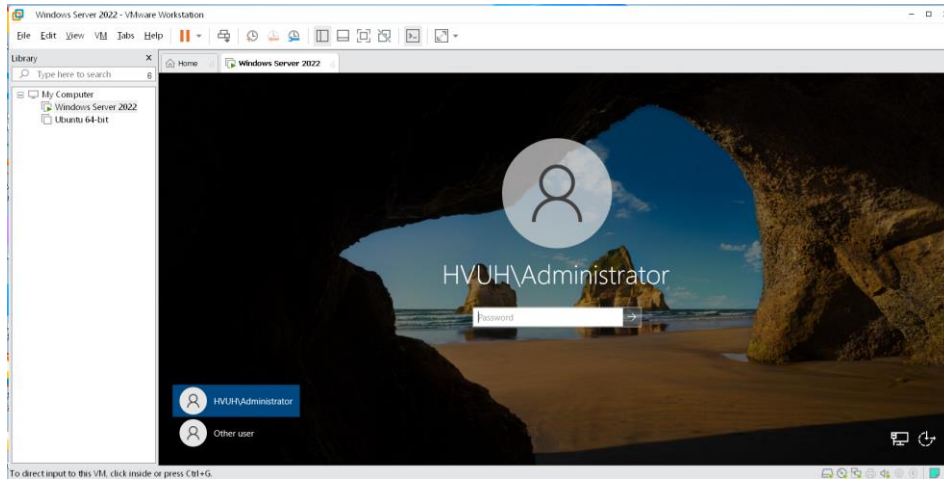 Windows Server 2022 - VMware Workstation
File Edit View VM Tabs Help
Library
Home
Windows Server 2022
Type here to search
My Computer
Windows Server 2022
Ubuntu 64-bit
HVUH\Administrator
Password
HVUH\Administrator
Other user
To direct input to this VM, click inside or press Ctrl+G.